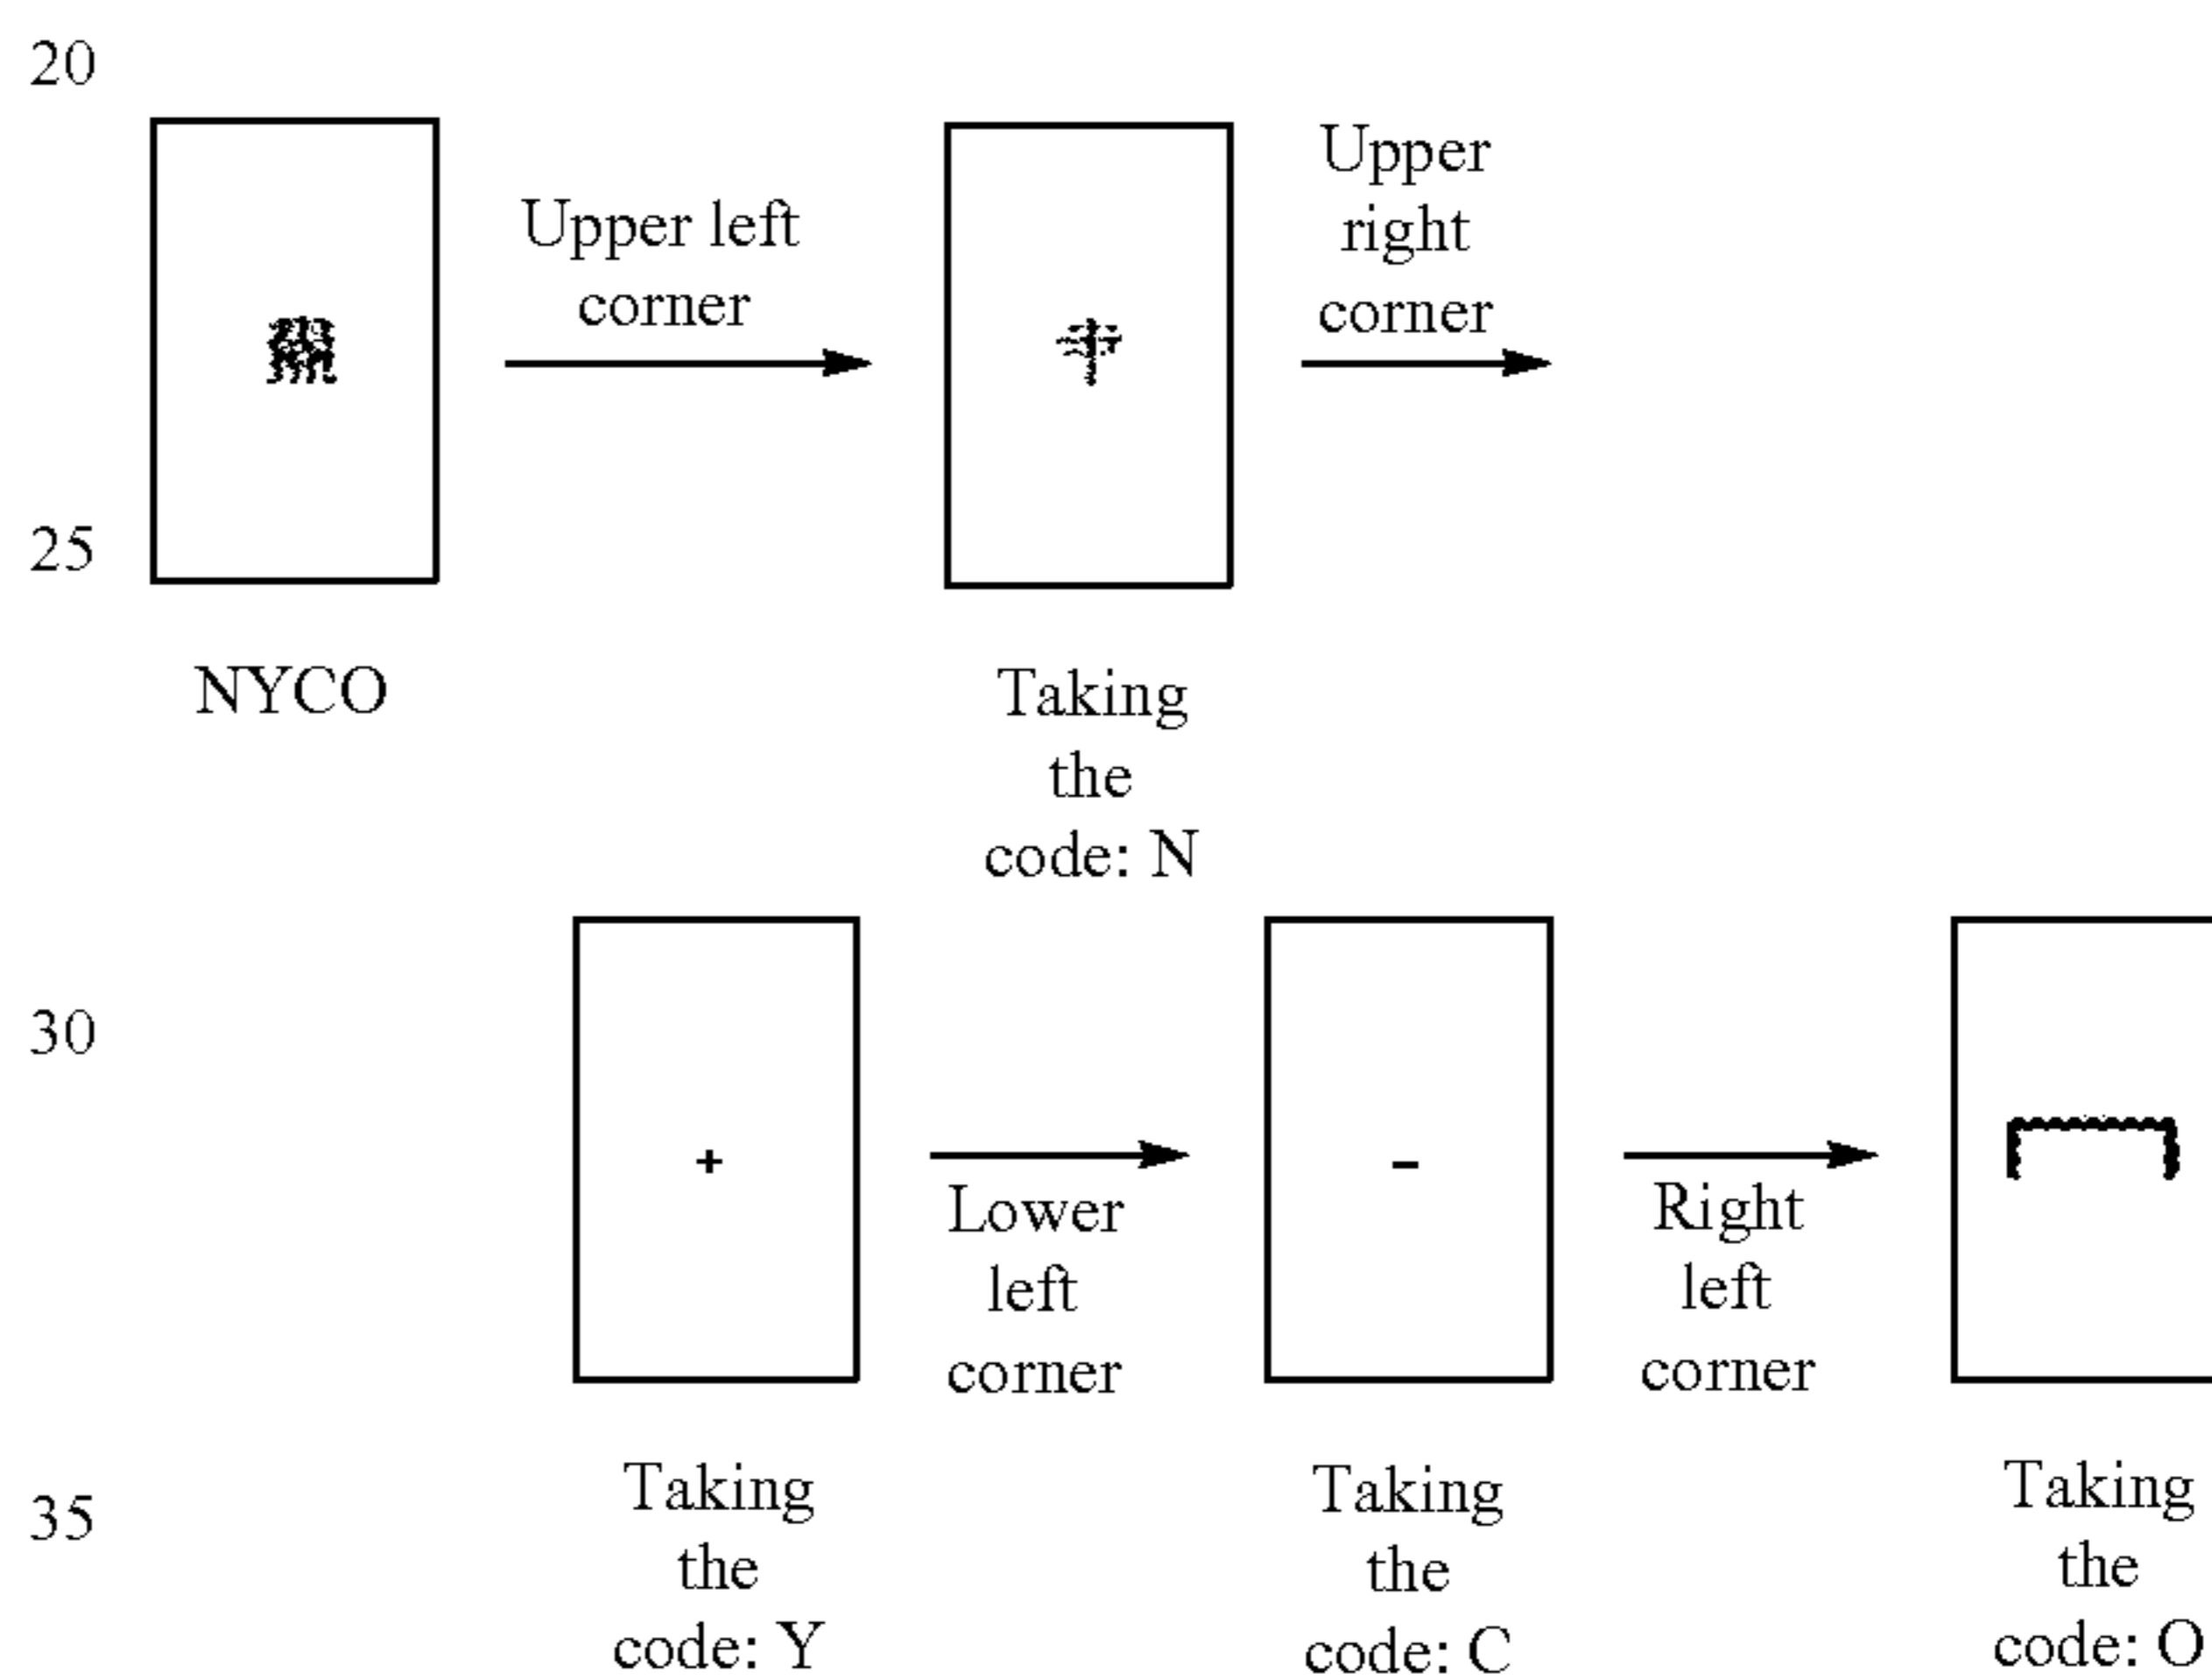 20
Upper left
corner
Upper
right
corner
25
NYCO
Taking
the
code: N
30
+
Lower
left
corner
-
Right
left
corner
35
Taking
the
code: Y
Taking
the
code: C
Taking
the
code: O